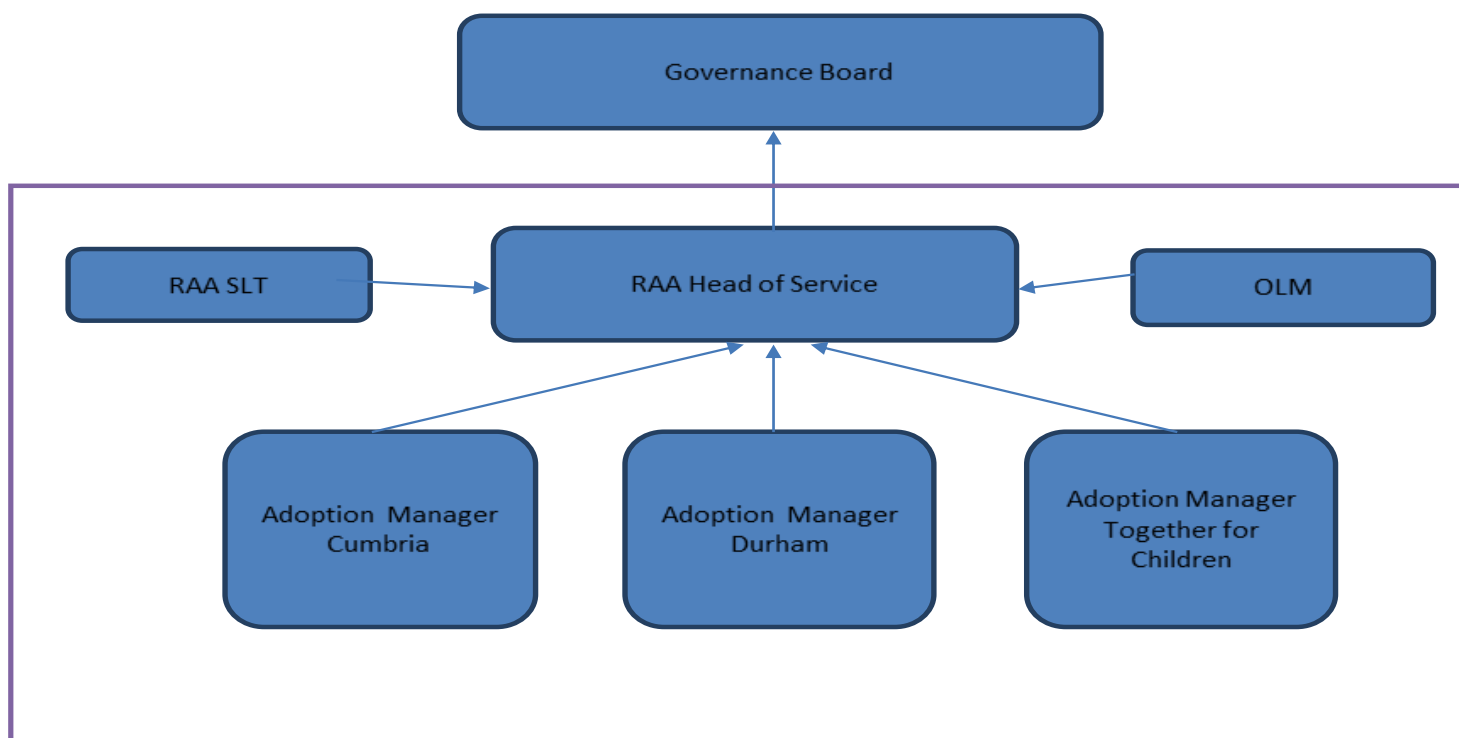 Governance Board
RAA SLT
RAA Head of Service
OLM
Adoption Manager
Cumbria
Adoption Manager
Durham
Adoption Manager
Together for
Children